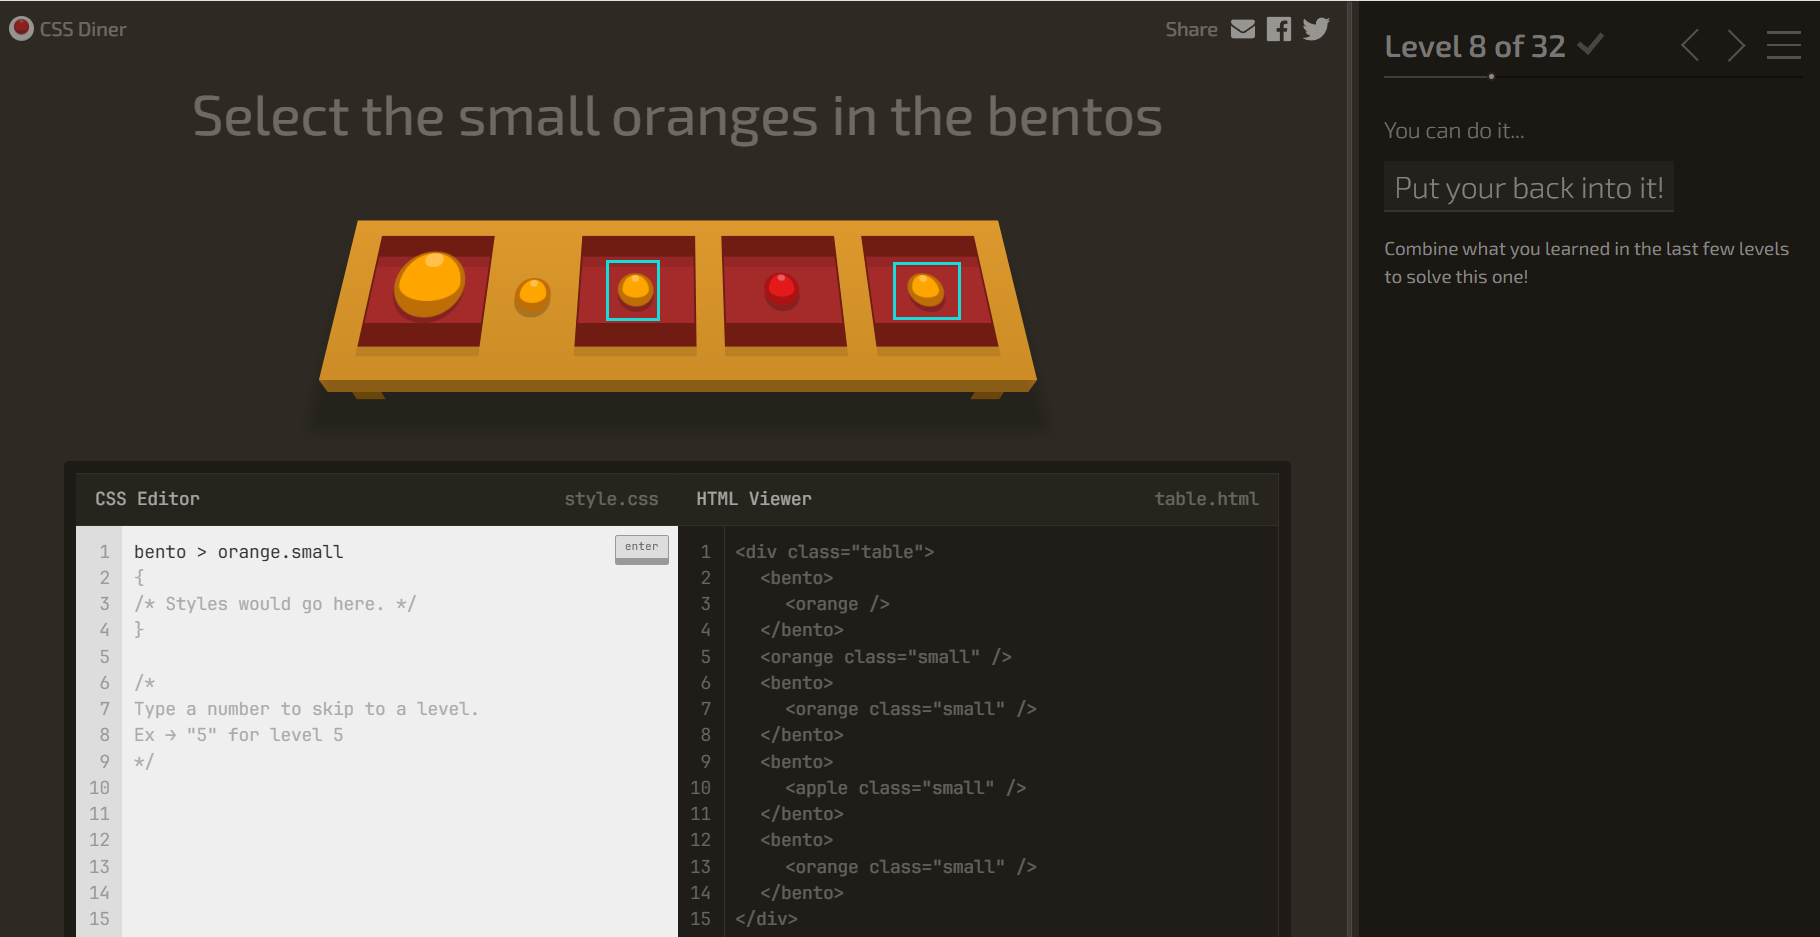 CSS Diner
Share
Select the small oranges in the bentos
Level 8 of 32
You can do it...
Put your back into it!
Combine what you learned in the last few levels
to solve this one!
CSS Editor
style.css
1 bento > orange.small
enter
2 {
3 /* Styles would go here. */
4 }
5
6 /*
7 Type a number to skip to a level.
8 Ex → "5" for level 5
9 */
10
11
12
13
14
15
HTML Viewer
table.html
1 <div class="table">
2 <bento>
3 <orange />
4 </bento>
5 <orange class="small" />
6 <bento>
7 <orange class="small" />
8 </bento>
9 <bento>
10 <apple class="small" />
11 </bento>
12 <bento>
13 <orange class="small" />
14 </bento>
15 </div>